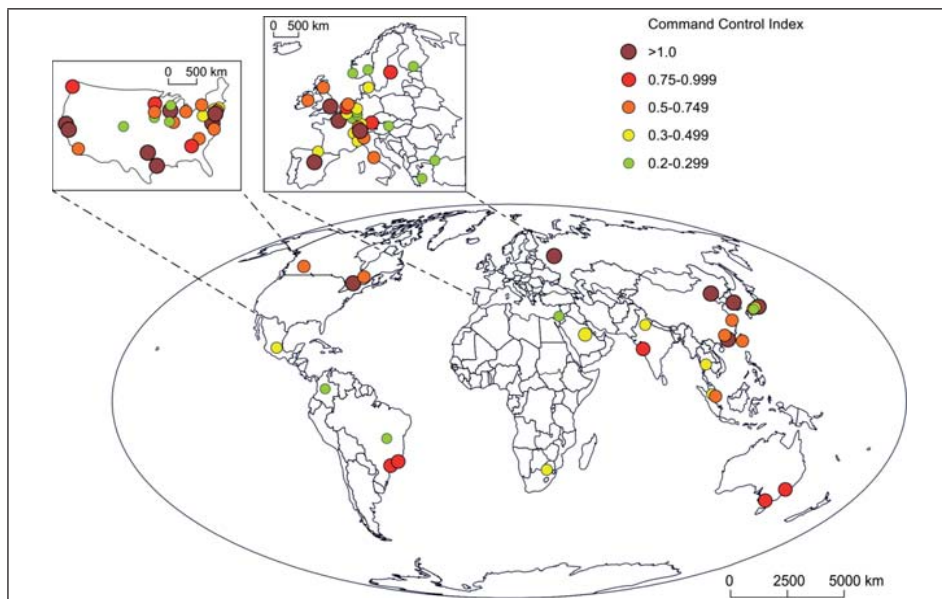 0 500 km
Command Control Index
>1.0
0.75-0.999
0.5-0.749
0.3-0.499
0.2-0.299
0 500 km
0 2500 5000 km